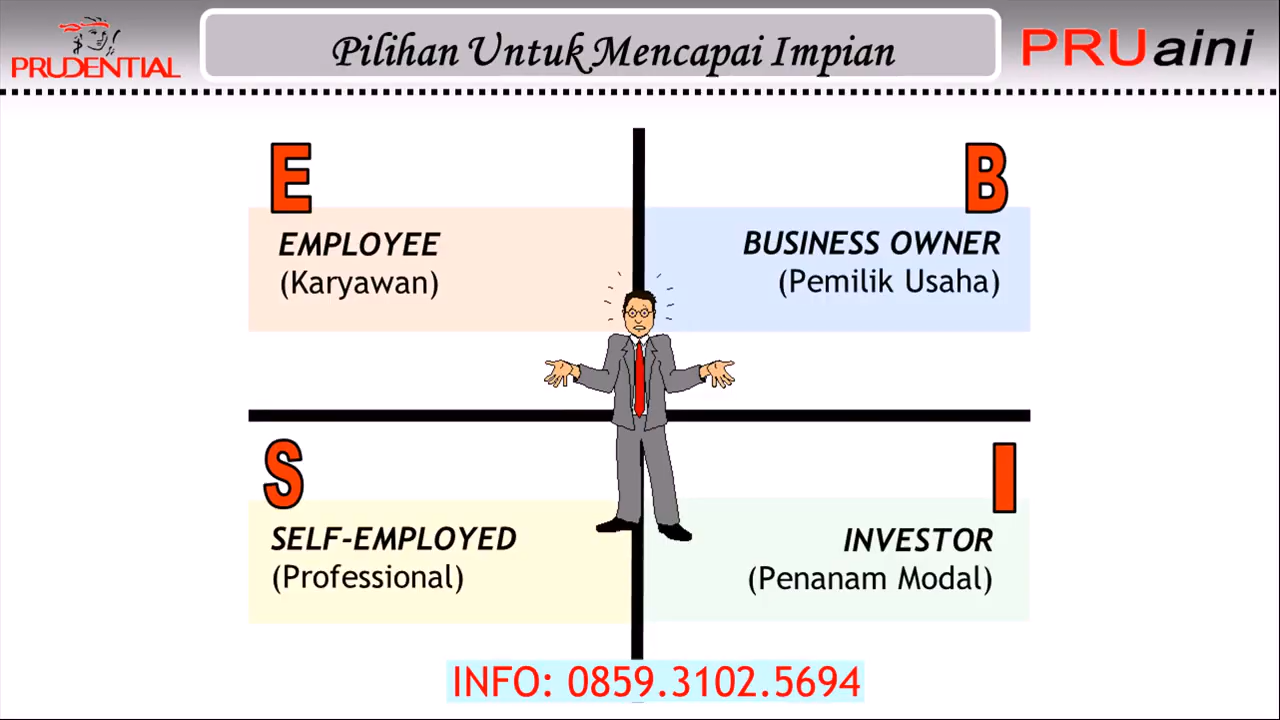 PRUDENTIAL
Pilihan Untuk Mencapai Impian
PRUaini
E
EMPLOYEE
(Karyawan)
B
BUSINESS OWNER
(Pemilik Usaha)
S
SELF-EMPLOYED
(Professional)
I
INVESTOR
(Penanam Modal)
INFO: 0859.3102.5694